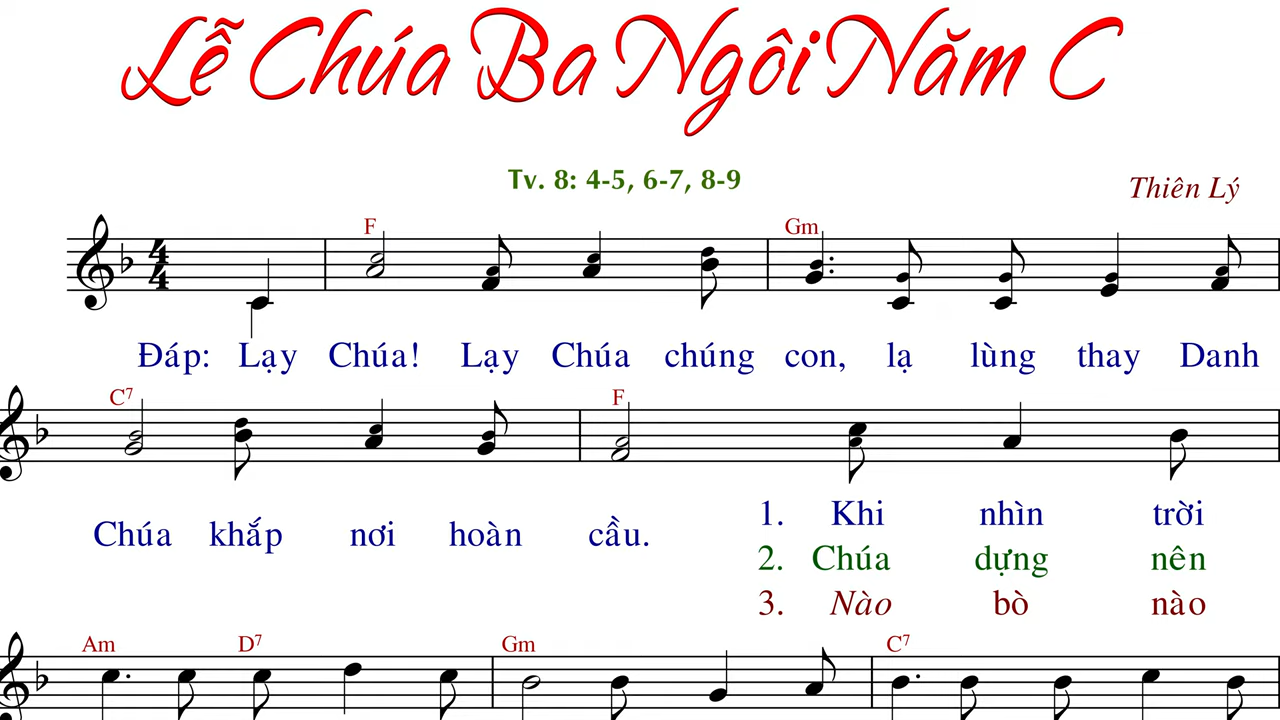 Lễ Chúa Ba Ngôi Năm C
Tv. 8: 4-5, 6-7, 8-9
Thiên Lý
F Gm
4 4
Đáp: Lạy Chúa! Lạy Chúa chúng con, lạ lùng thay Danh
C7 F
Chúa khắp nơi hoàn cầu.
1. Khi nhìn trời
2. Chúa dựng nên
3. Nào bò nào
Am D7 Gm C7